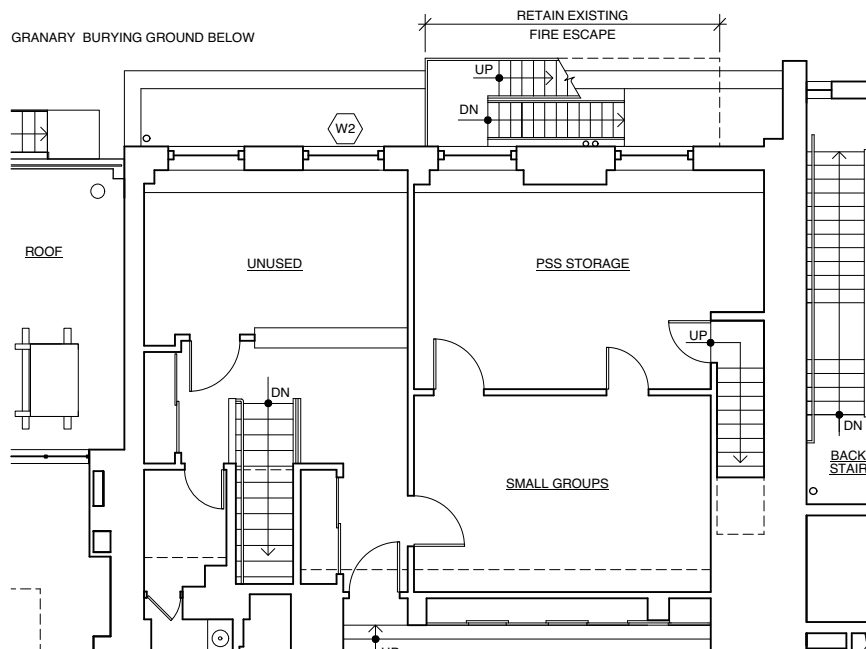 RETAIN EXISTING
FIRE ESCAPE
GRANARY BURYING GROUND BELOW
UP
DN
W2
ROOF
UNUSED
PSS STORAGE
UP
DN
DN
BACK
STAIR
SMALL GROUPS
UP